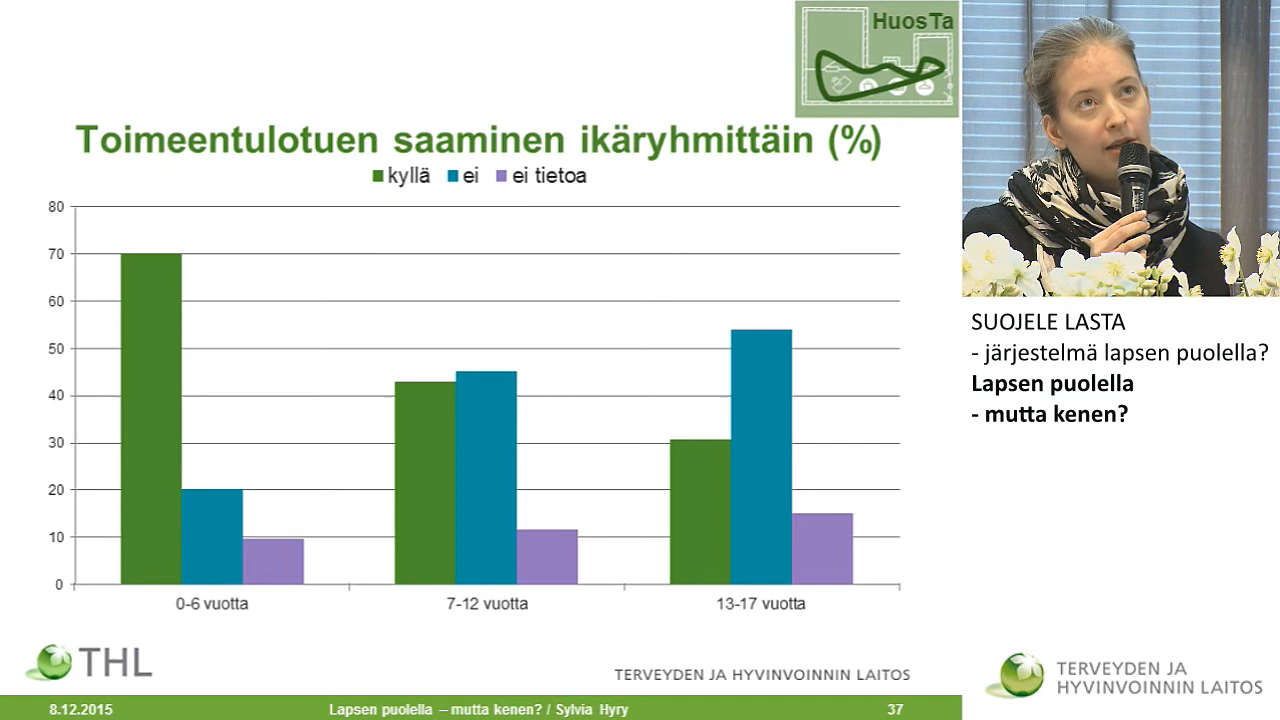 HuosTa
Toimeentulotuen saaminen ikäryhmittäin (%)
kyllä ei ei tietoa
80
70
60
50
40
30
20
10
0
0-6 vuotta 7-12 vuotta 13-17 vuotta
THL
TERVEYDEN JA HYVINVOINNIN LAITOS
8.12.2015 Lapsen puolella – mutta kenen? / Sylvia Hyry 37
SUOJELE LASTA
- järjestelmä lapsen puolella?
Lapsen puolella
- mutta kenen?
TERVEYDEN JA
HYVINVOINNIN LAITOS